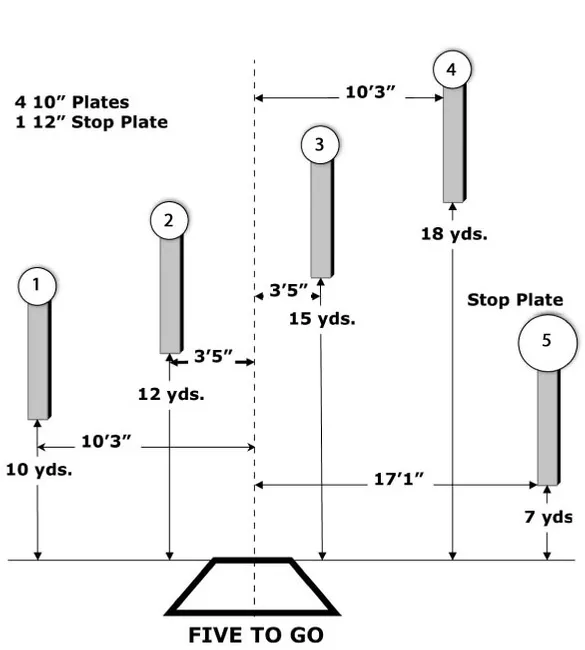 4
10’3”
4 10” Plates
1 12” Stop Plate
3
2
18 yds.
1
3’5”
Stop Plate
15 yds.
5
3’5”
12 yds.
10’3”
10 yds.
17’1”
7 yds
FIVE TO GO